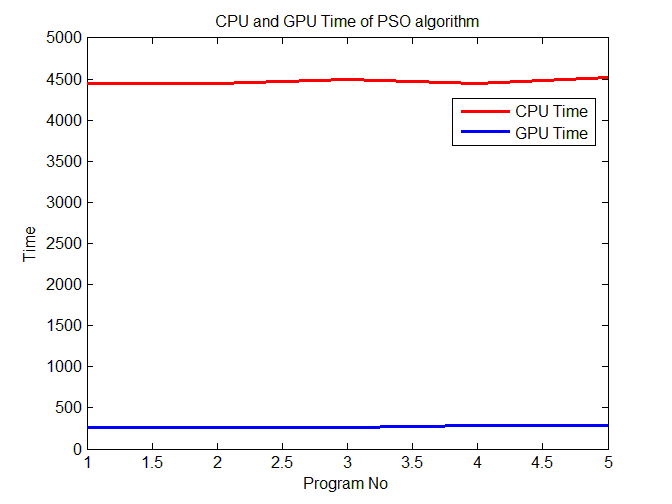 CPU and GPU Time of PSO algorithm
5000
4500
4000
3500
3000
2500
2000
1500
1000
500
0
Time
CPU Time
GPU Time
1 1.5 2 2.5 3 3.5 4 4.5 5
Program No